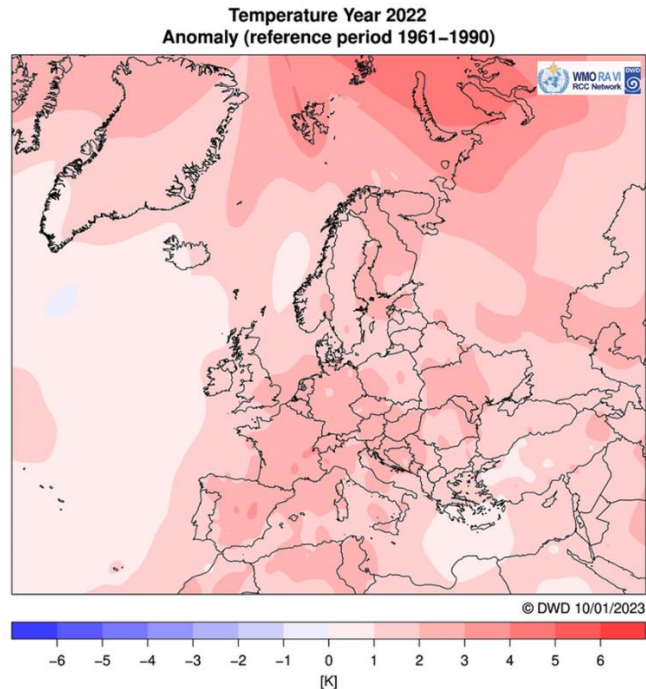 Temperature Year 2022
Anomaly (reference period 1961−1990)
WMO RA VI
RCC Network
DWD
© DWD 10/01/2023
−6 −5 −4 −3 −2 −1 0 1 2 3 4 5 6
[K]